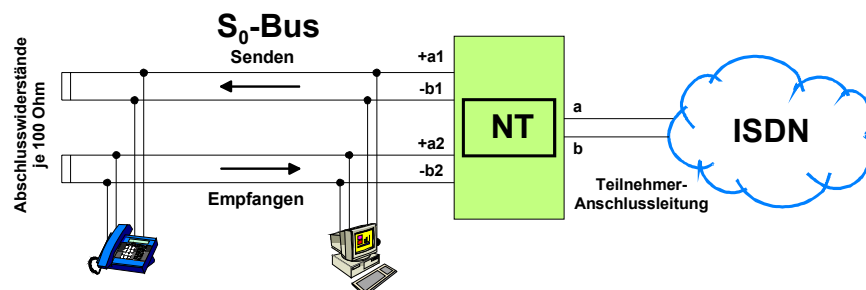 S₀-Bus
Senden
+a1
-b1
Abschlusswiderstände
je 100 Ohm
+a2
-b2
Empfangen
NT
a
b
ISDN
Teilnehmer-
Anschlussleitung